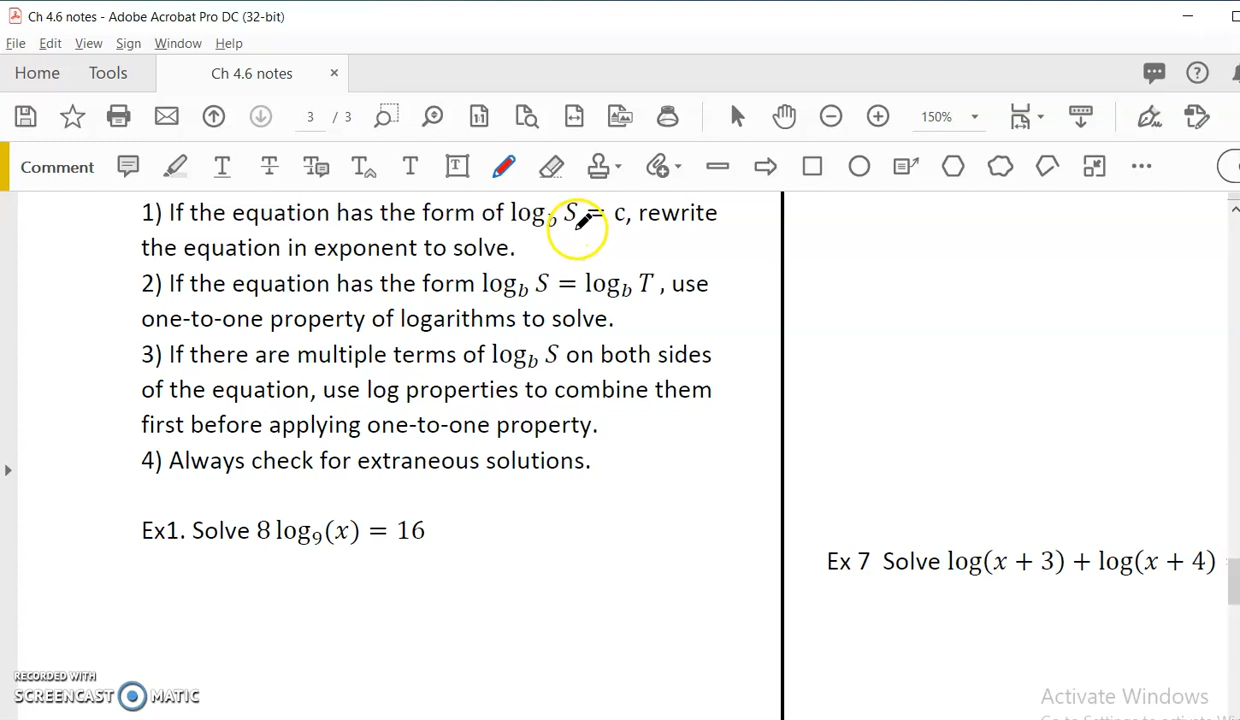 Ch 4.6 notes - Adobe Acrobat Pro DC (32-bit)
File Edit View Sign Window Help
Home Tools Ch 4.6 notes ×
3 / 3 150%
Comment
1) If the equation has the form of log_b S = c, rewrite
the equation in exponent to solve.
2) If the equation has the form log_b S = log_b T , use
one-to-one property of logarithms to solve.
3) If there are multiple terms of log_b S on both sides
of the equation, use log properties to combine them
first before applying one-to-one property.
4) Always check for extraneous solutions.
Ex1. Solve 8 log₉(x) = 16
Ex 7 Solve log(x + 3) + log(x + 4)
RECORDED WITH
SCREENCAST MATIC
Activate Windows